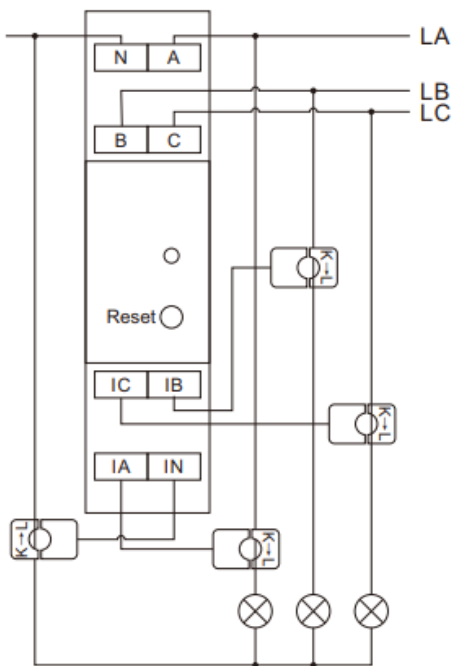 N A LA
LB
B C LC
K→L
Reset
IC IB
K→L
IA IN
K→L
K→L